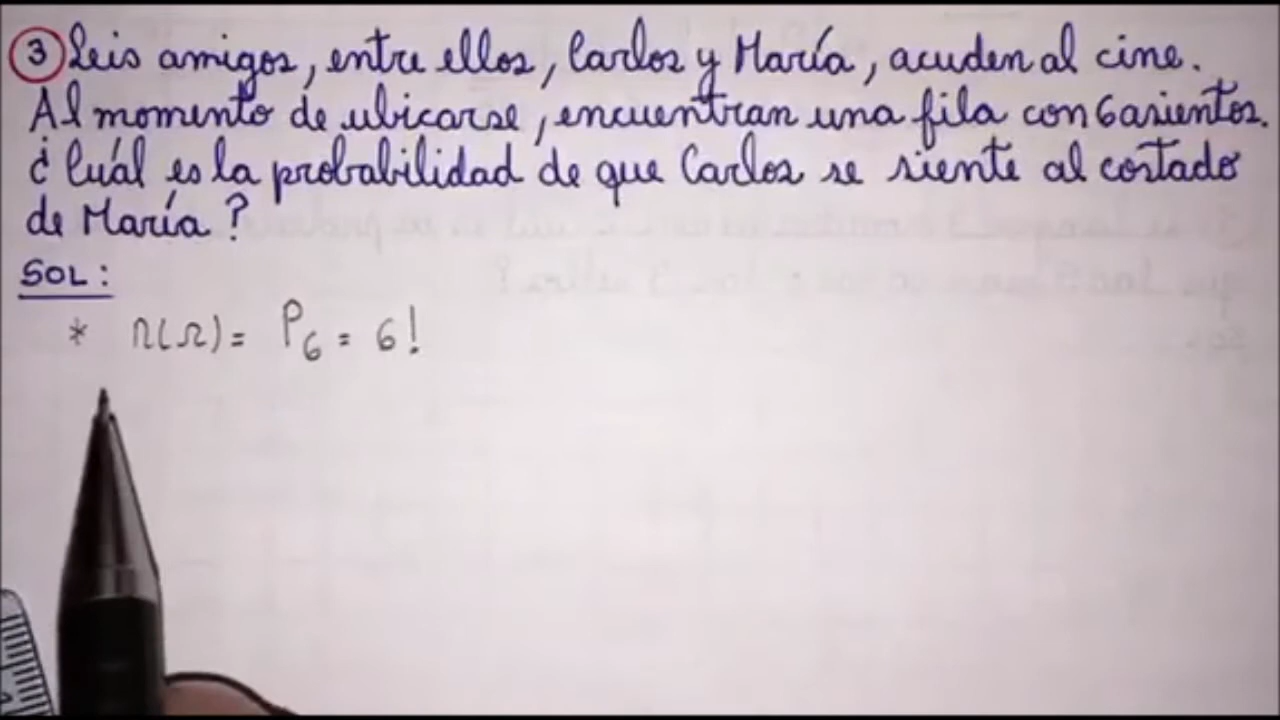 3 Seis amigos, entre ellos, Carlos y María, acuden al cine.
Al momento de ubicarse, encuentran una fila con 6 asientos.
¿Cuál es la probabilidad de que Carlos se siente al costado
de María?
SOL:
* n(Ω) = P₆ = 6!